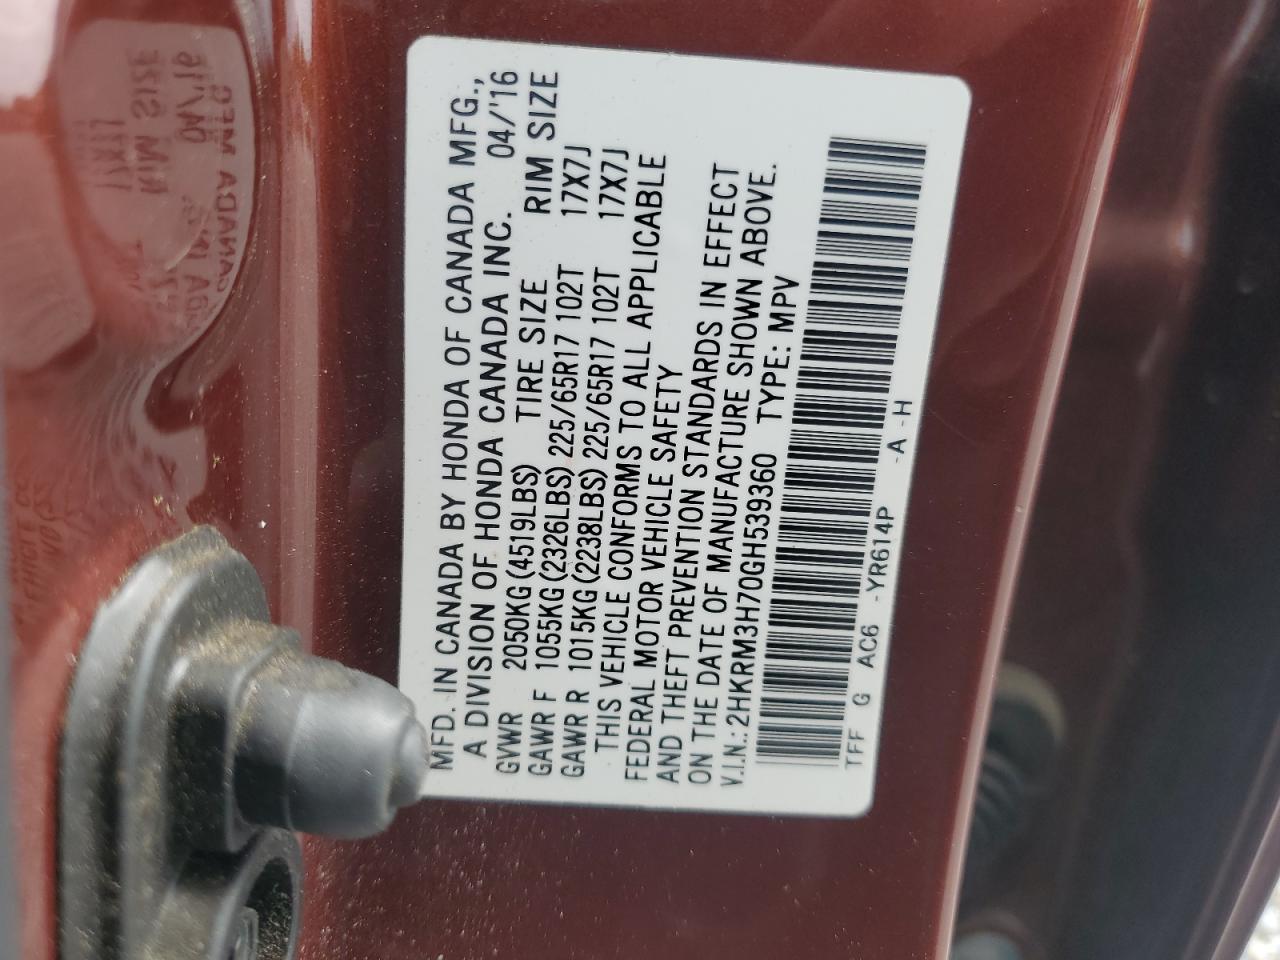 MFD. IN CANADA BY HONDA OF CANADA MFG.,
A DIVISION OF HONDA CANADA INC. 04/'16
GVWR 2050KG(4519LBS) TIRE SIZE RIM SIZE
GAWR F 1055KG(2326LBS) 225/65R17 102T 17X7J
GAWR R 1015KG(2238LBS) 225/65R17 102T 17X7J
THIS VEHICLE CONFORMS TO ALL APPLICABLE
FEDERAL MOTOR VEHICLE SAFETY
AND THEFT PREVENTION STANDARDS IN EFFECT
ON THE DATE OF MANUFACTURE SHOWN ABOVE.
V.I.N.: 2HKRM3H70GH539360 TYPE: MPV
TFF G AC6 -YR614P -A -H